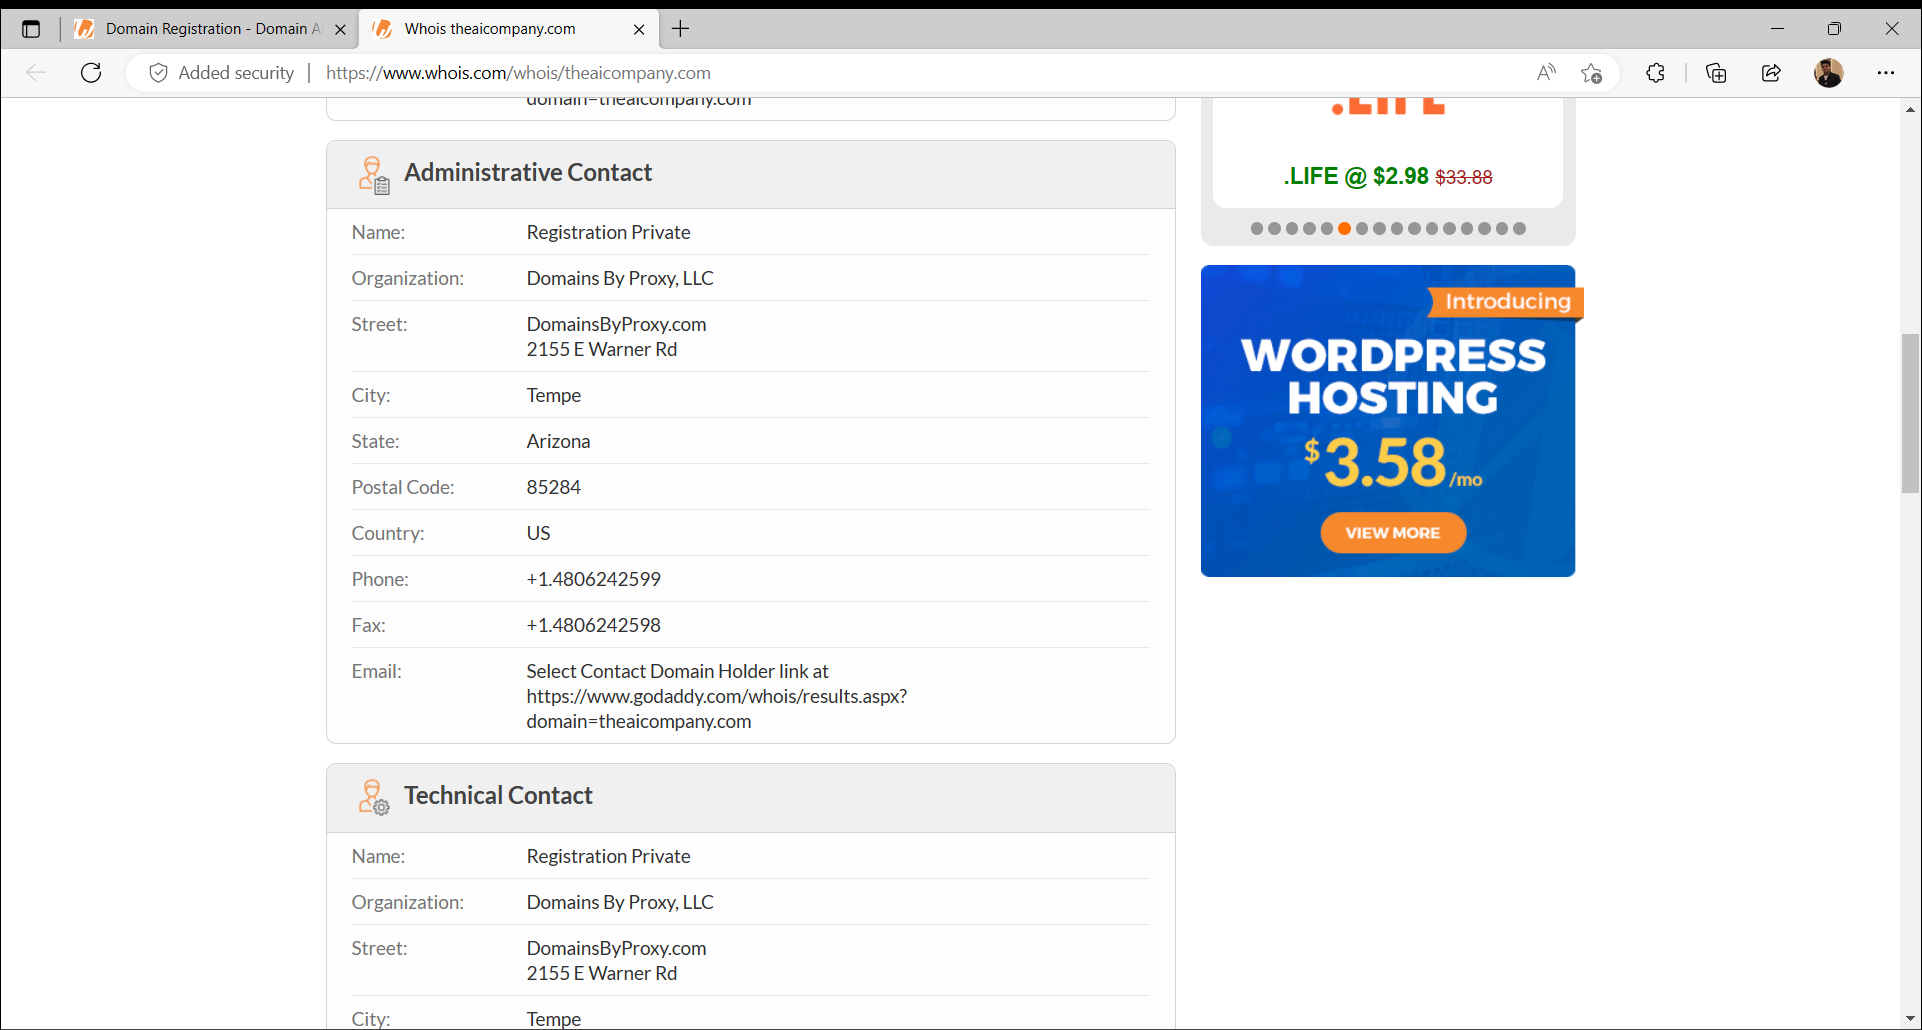 Domain Registration - Domain A
Whois theaicompany.com
Added security
https://www.whois.com/whois/theaicompany.com
domain=theaicompany.com
Administrative Contact
Name: Registration Private
Organization: Domains By Proxy, LLC
Street: DomainsByProxy.com
2155 E Warner Rd
City: Tempe
State: Arizona
Postal Code: 85284
Country: US
Phone: +1.4806242599
Fax: +1.4806242598
Email: Select Contact Domain Holder link at
https://www.godaddy.com/whois/results.aspx?
domain=theaicompany.com
Technical Contact
Name: Registration Private
Organization: Domains By Proxy, LLC
Street: DomainsByProxy.com
2155 E Warner Rd
City: Tempe
.LIFE
.LIFE @ $2.98 $33.88
Introducing
WORDPRESS
HOSTING
$3.58/mo
VIEW MORE